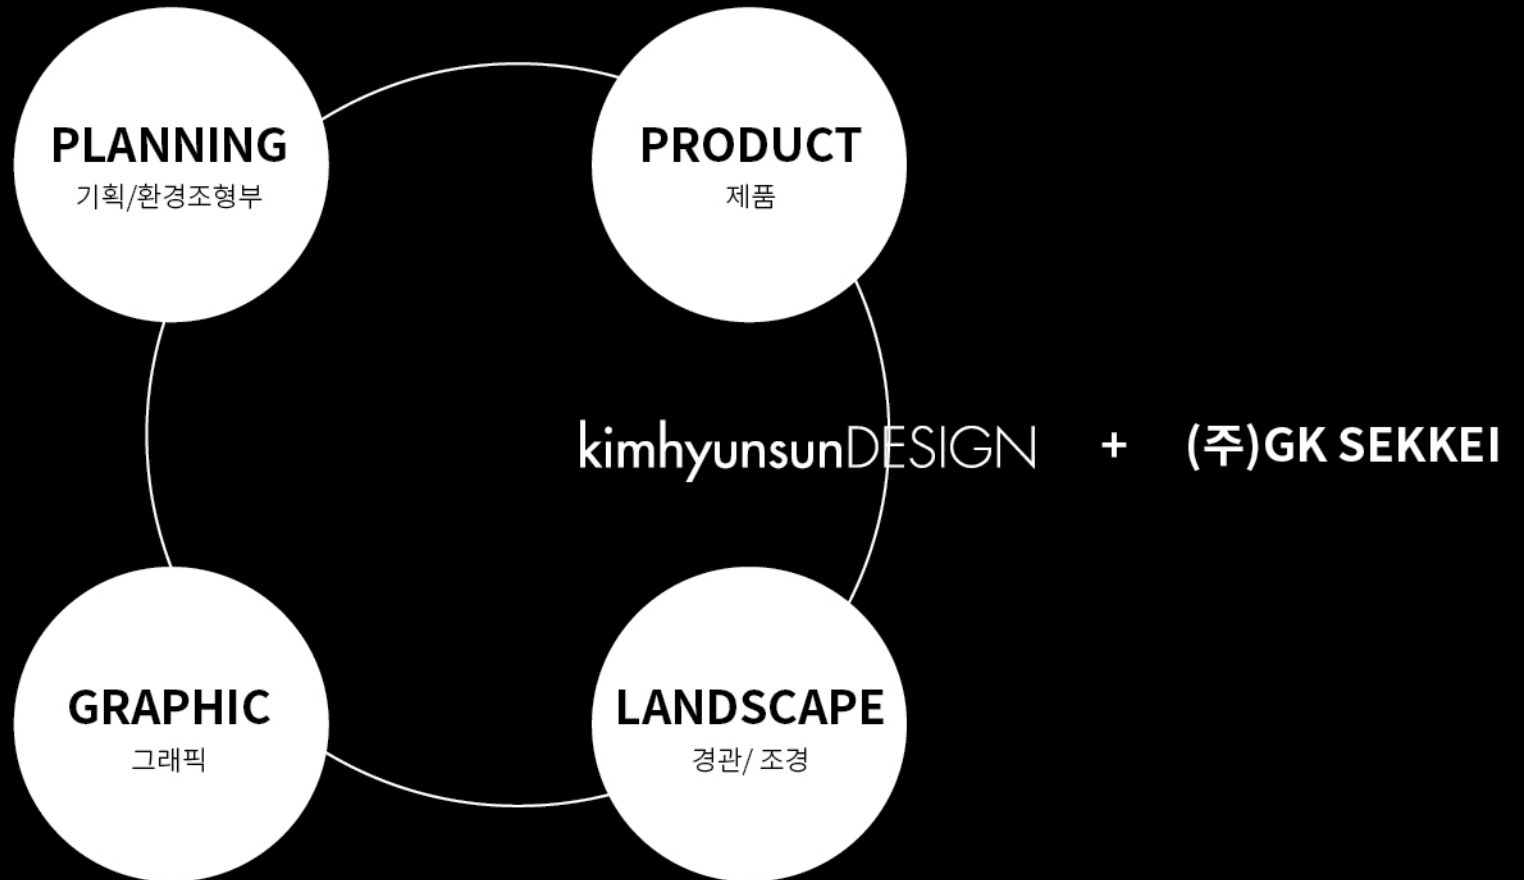 PLANNING
기획/환경조형부
PRODUCT
제품
kimhyunsunDESIGN + (주)GK SEKKEI
GRAPHIC
그래픽
LANDSCAPE
경관/ 조경